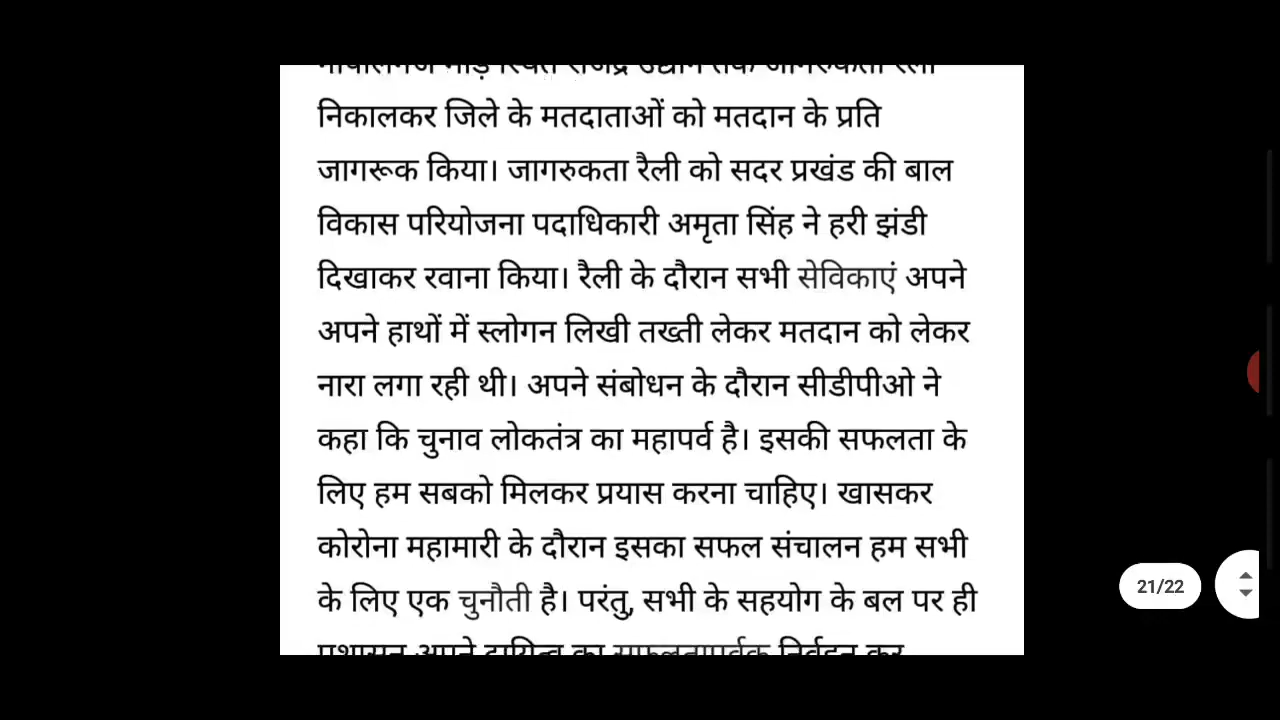 निकालकर जिले के मतदाताओं को मतदान के प्रति
जागरूक किया। जागरुकता रैली को सदर प्रखंड की बाल
विकास परियोजना पदाधिकारी अमृता सिंह ने हरी झंडी
दिखाकर रवाना किया। रैली के दौरान सभी सेविकाएं अपने
अपने हाथों में स्लोगन लिखी तख्ती लेकर मतदान को लेकर
नारा लगा रही थी। अपने संबोधन के दौरान सीडीपीओ ने
कहा कि चुनाव लोकतंत्र का महापर्व है। इसकी सफलता के
लिए हम सबको मिलकर प्रयास करना चाहिए। खासकर
कोरोना महामारी के दौरान इसका सफल संचालन हम सभी
के लिए एक चुनौती है। परंतु, सभी के सहयोग के बल पर ही
21/22